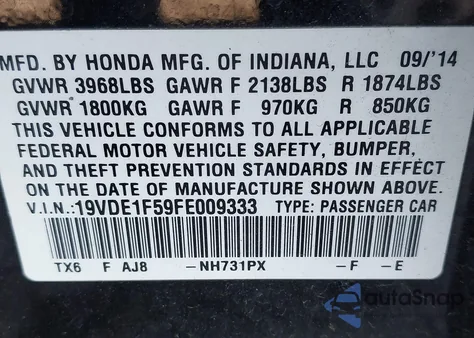 MFD. BY HONDA MFG. OF INDIANA, LLC 09/'14
GVWR 3968LBS GAWR F 2138LBS R 1874LBS
GVWR 1800KG GAWR F 970KG R 850KG
THIS VEHICLE CONFORMS TO ALL APPLICABLE
FEDERAL MOTOR VEHICLE SAFETY, BUMPER,
AND THEFT PREVENTION STANDARDS IN EFFECT
ON THE DATE OF MANUFACTURE SHOWN ABOVE.
V.I.N.:19VDE1F59FE009333 TYPE: PASSENGER CAR
TX6 F AJ8 -NH731PX -F -E
autoSnap